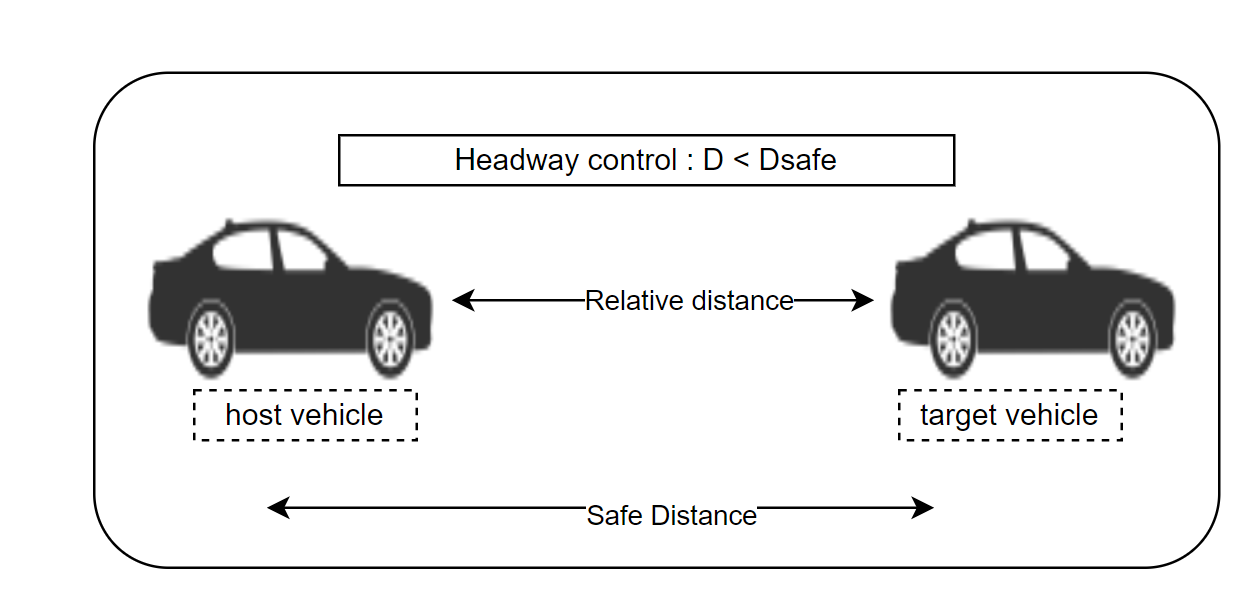 Headway control : D < Dsafe
Relative distance
host vehicle
target vehicle
Safe Distance